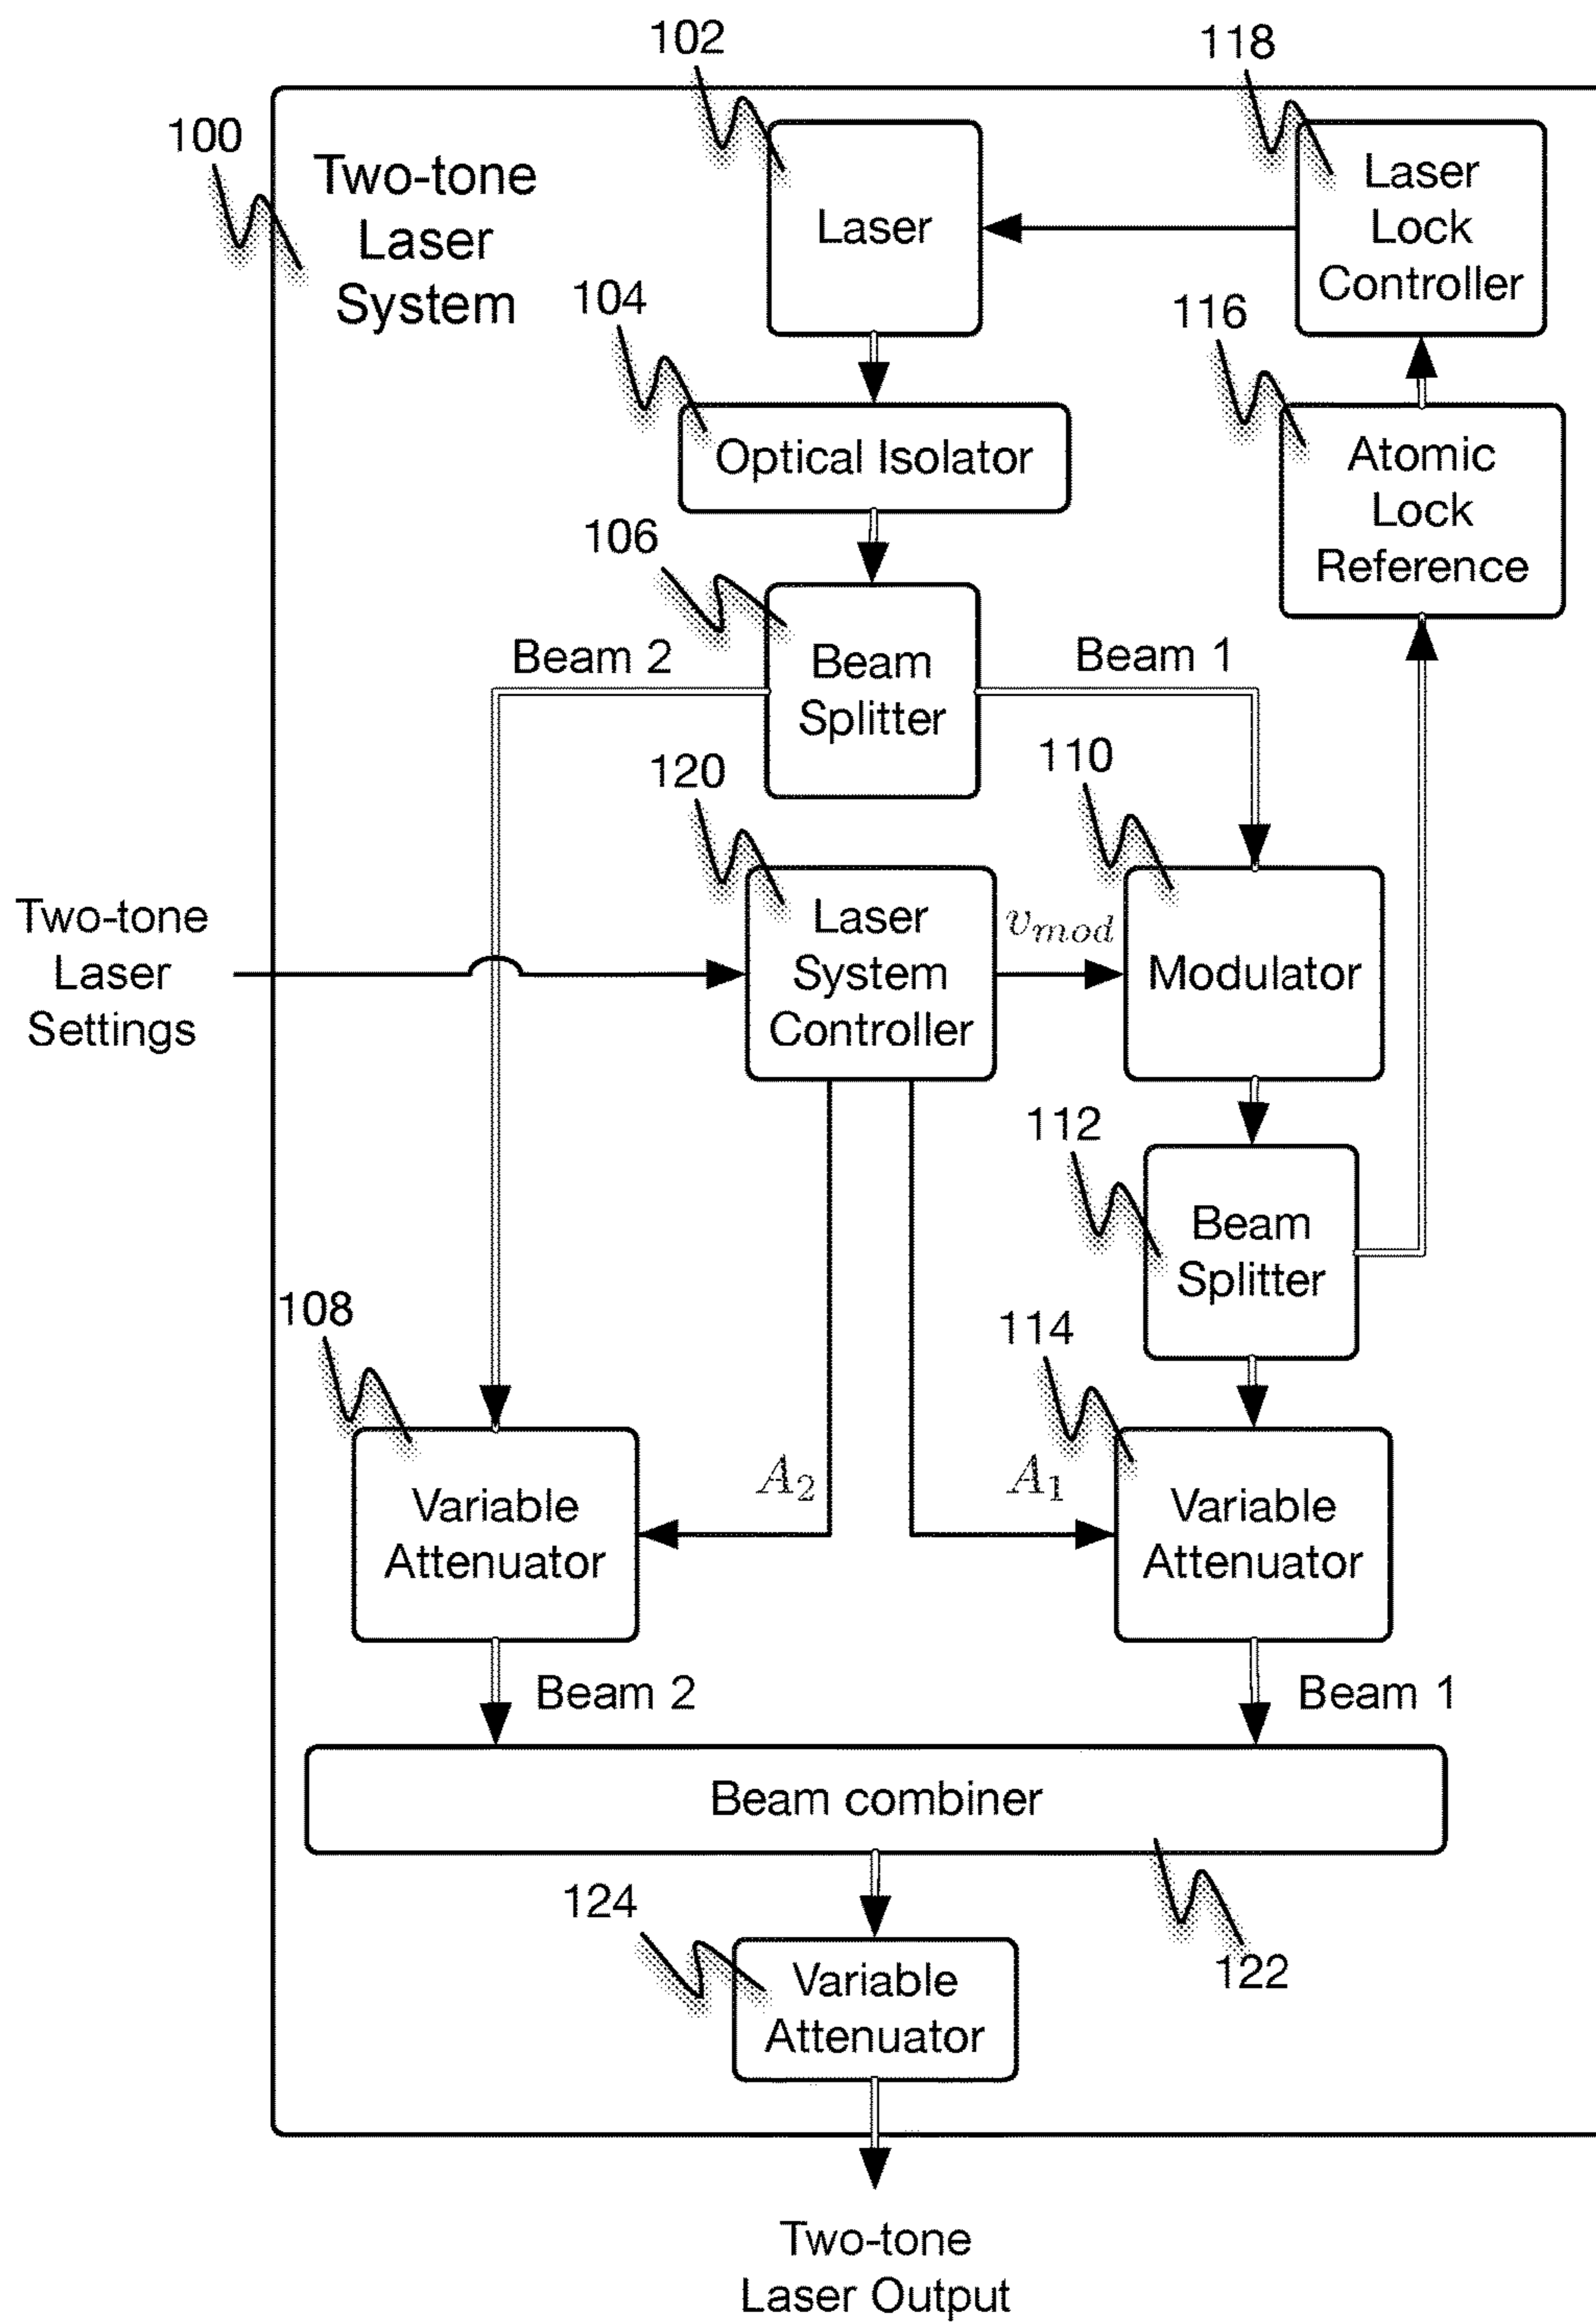 102
118
100
Two-tone
Laser
System
Laser
Laser
Lock
Controller
104
116
Optical Isolator
Atomic
Lock
Reference
106
Beam 2
Beam
Splitter
Beam 1
120
110
Two-tone
Laser
Settings
Laser
System
Controller
v_mod
Modulator
112
Beam
Splitter
108
114
Variable
Attenuator
A₂
A₁
Variable
Attenuator
Beam 2
Beam 1
Beam combiner
124
122
Variable
Attenuator
Two-tone
Laser Output